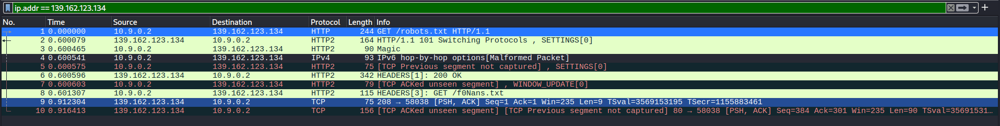 ip.addr == 139.162.123.134
No. Time Source Destination Protocol Length Info
1 0.000000 10.9.0.2 139.162.123.134 HTTP 244 GET /robots.txt HTTP/1.1
2 0.600079 139.162.123.134 10.9.0.2 HTTP2 164 HTTP/1.1 101 Switching Protocols , SETTINGS[0]
3 0.600465 10.9.0.2 139.162.123.134 HTTP2 90 Magic
4 0.600541 10.9.0.2 139.162.123.134 IPv4 93 IPv6 hop-by-hop options[Malformed Packet]
5 0.600575 10.9.0.2 139.162.123.134 HTTP2 75 [TCP Previous segment not captured] , SETTINGS[0]
6 0.600596 139.162.123.134 10.9.0.2 HTTP2 342 HEADERS[1]: 200 OK
7 0.600603 10.9.0.2 139.162.123.134 HTTP2 79 [TCP ACKed unseen segment] , WINDOW_UPDATE[0]
8 0.601307 10.9.0.2 139.162.123.134 HTTP2 115 HEADERS[3]: GET /f0Nans.txt
9 0.912304 139.162.123.134 10.9.0.2 TCP 75 208 → 58038 [PSH, ACK] Seq=1 Ack=1 Win=235 Len=9 TSval=3569153195 TSecr=1155883461
10 0.916413 139.162.123.134 10.9.0.2 TCP 156 [TCP ACKed unseen segment] [TCP Previous segment not captured] 80 → 58038 [PSH, ACK] Seq=384 Ack=301 Win=235 Len=90 TSval=35691531…